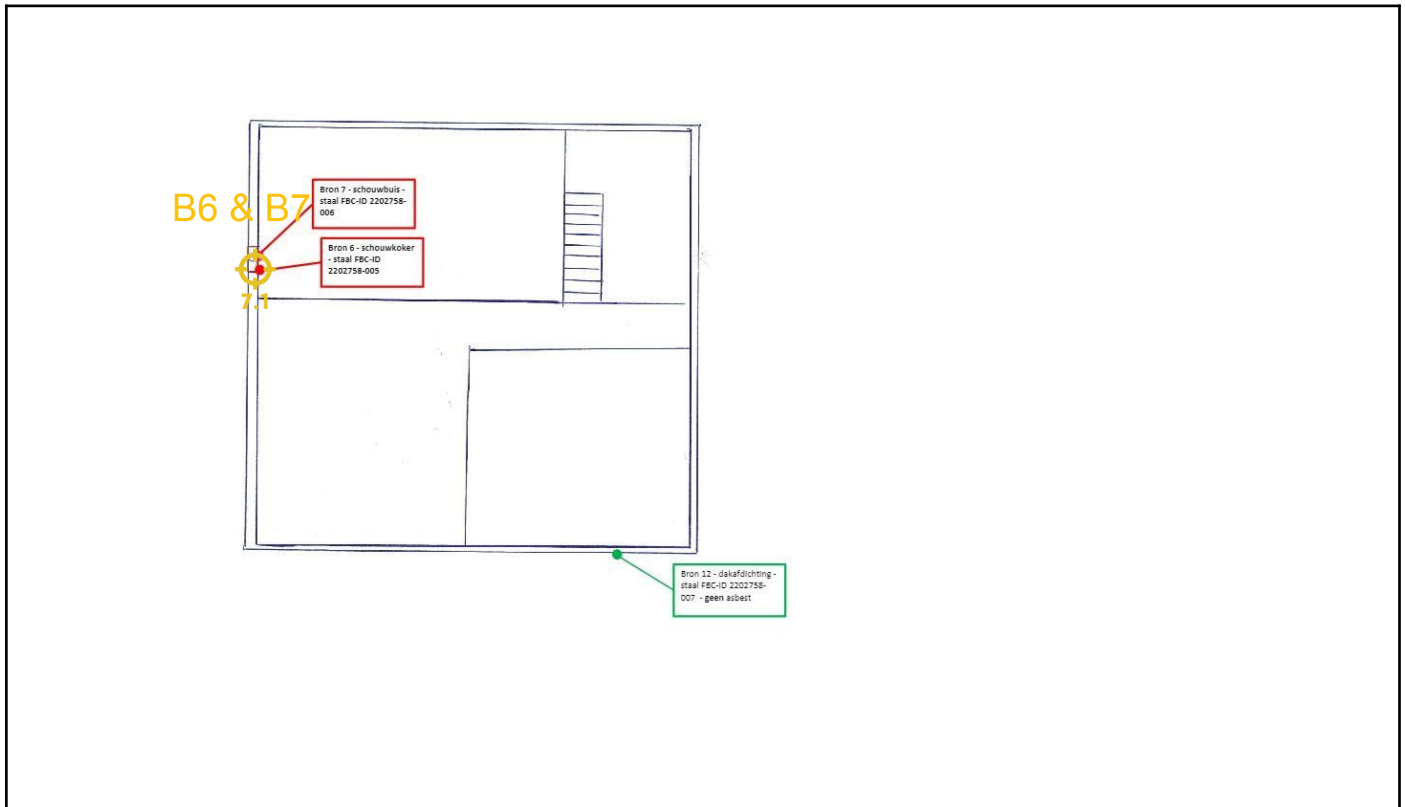 B6 & B7
Bron 7 - schouwbuis -
staal FBC-ID 2202758-
006
Bron 6 - schouwkoker
- staal FBC-ID
2202758-005
7.1
Bron 12 - dakafdichting -
staal FBC-ID 2202758-
007 - geen asbest